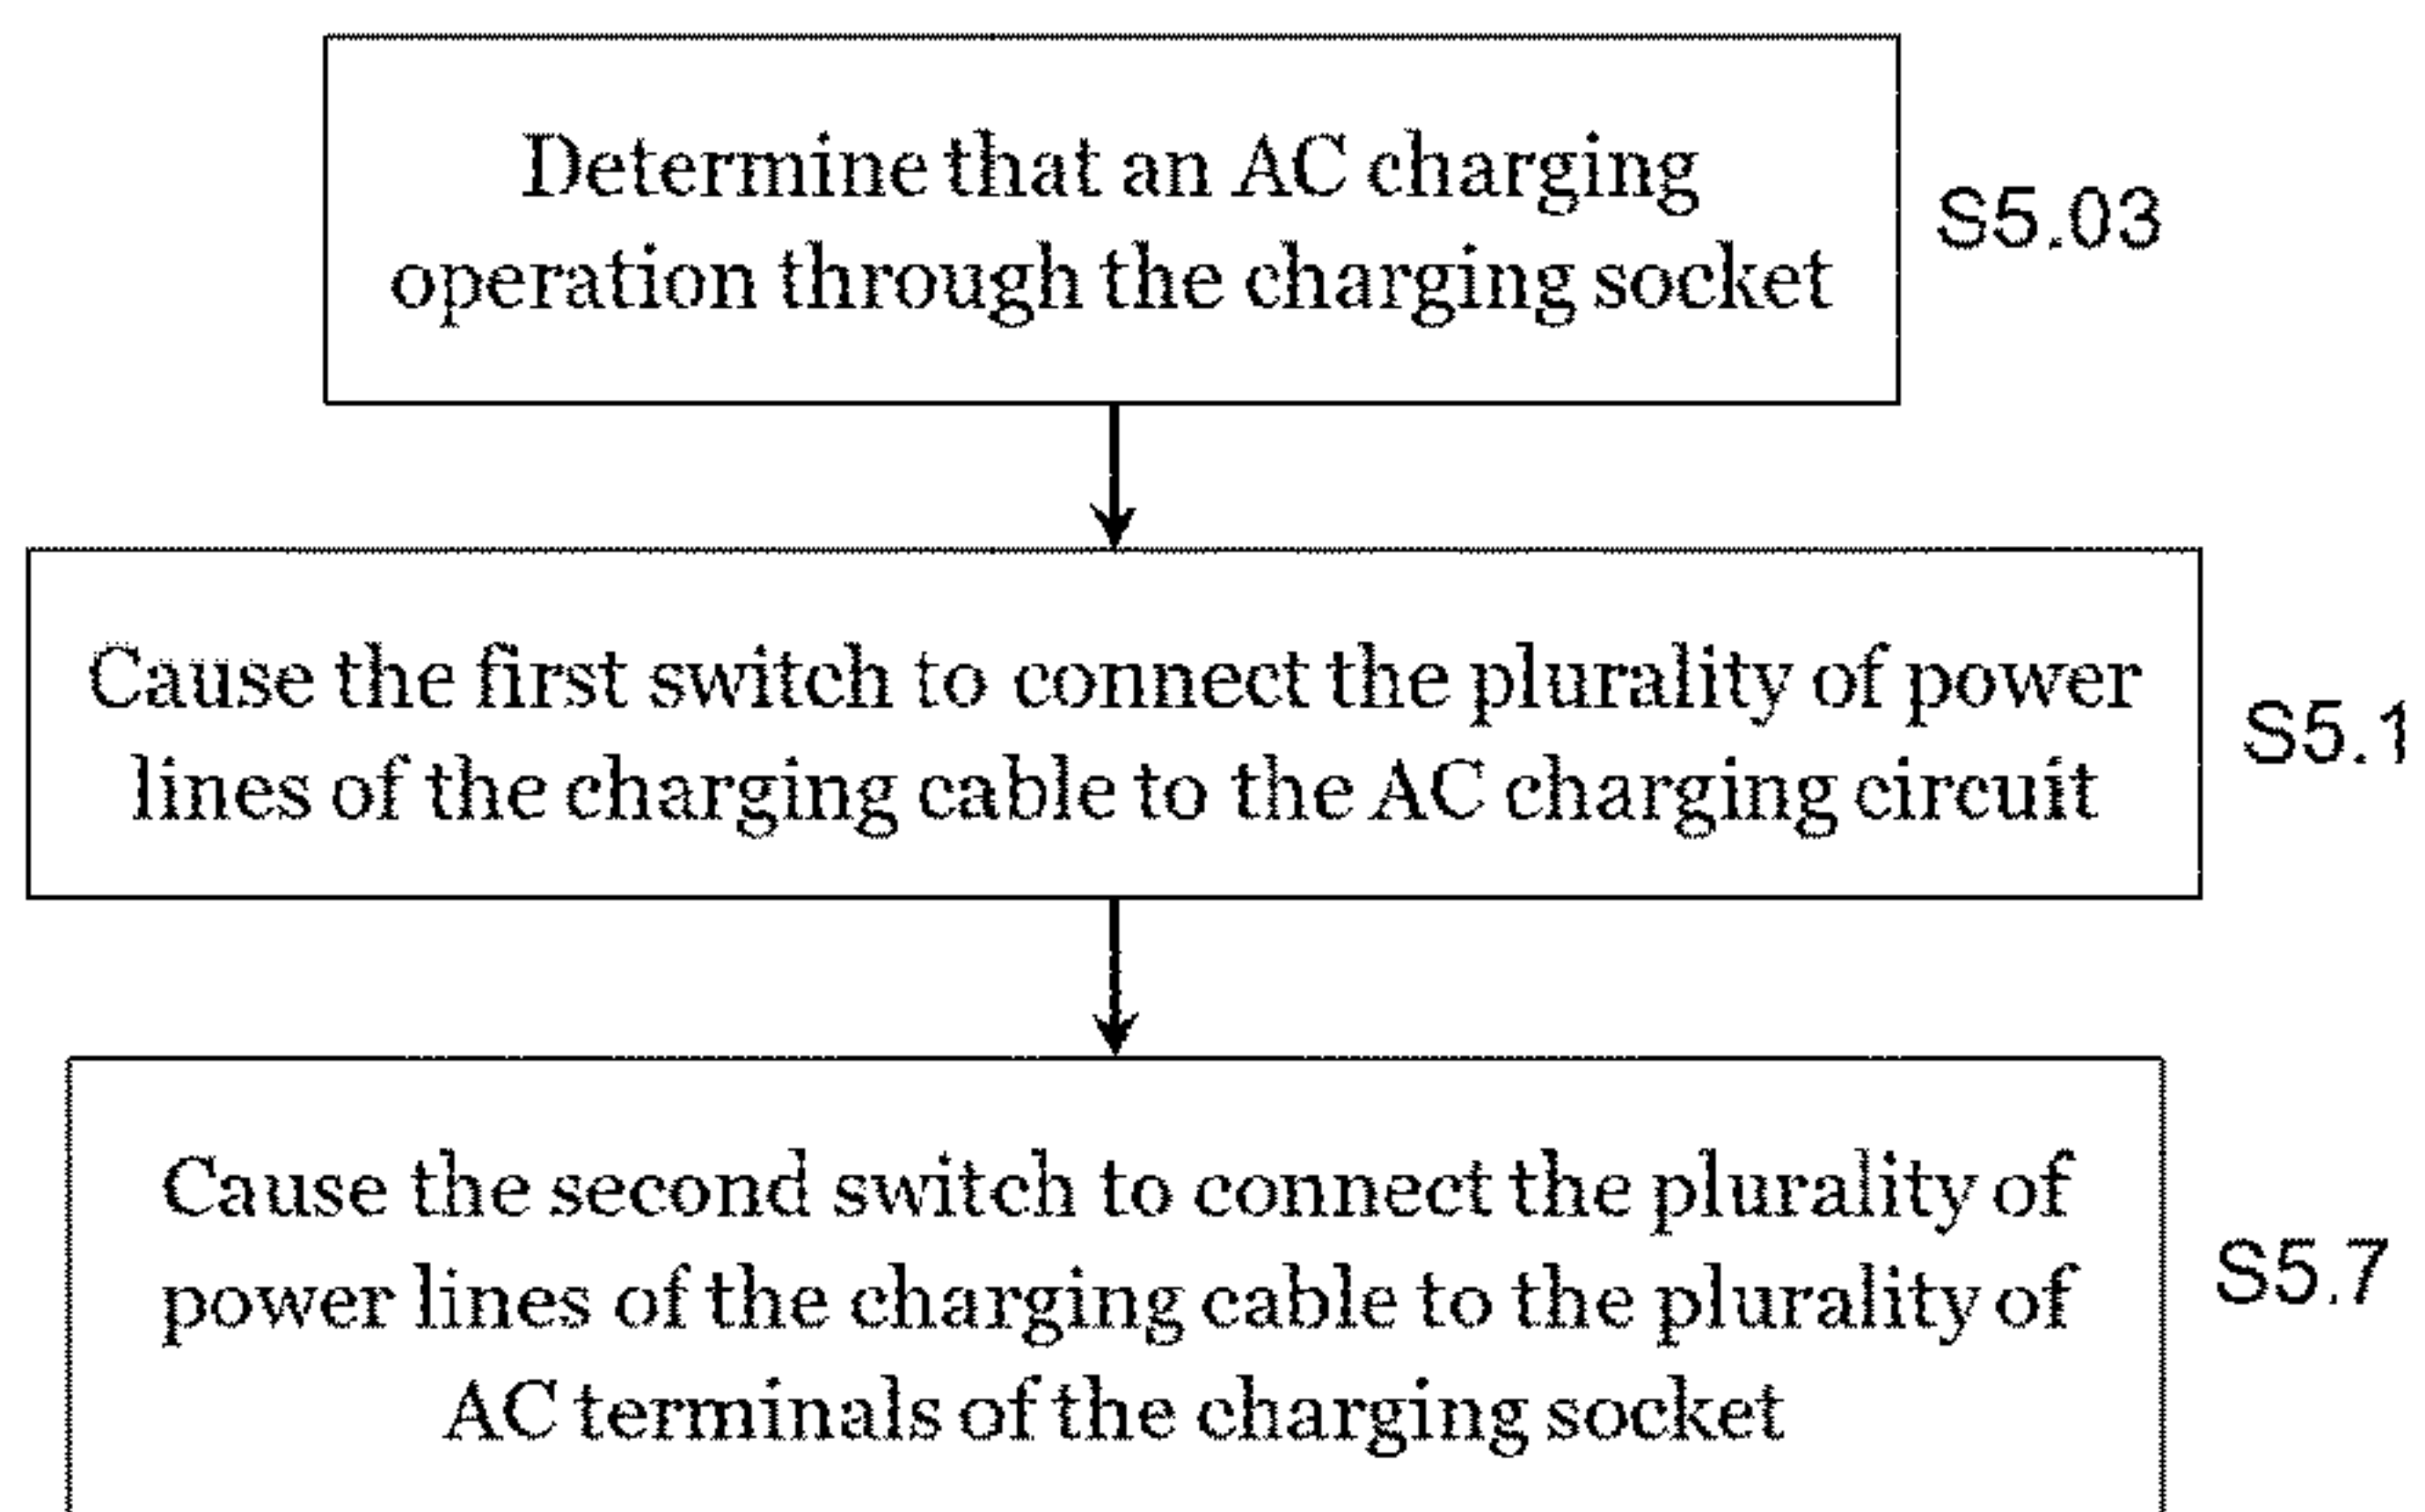 Determine that an AC charging
operation through the charging socket
S5.03
Cause the first switch to connect the plurality of power
lines of the charging cable to the AC charging circuit
S5.1
Cause the second switch to connect the plurality of
power lines of the charging cable to the plurality of
AC terminals of the charging socket
S5.7